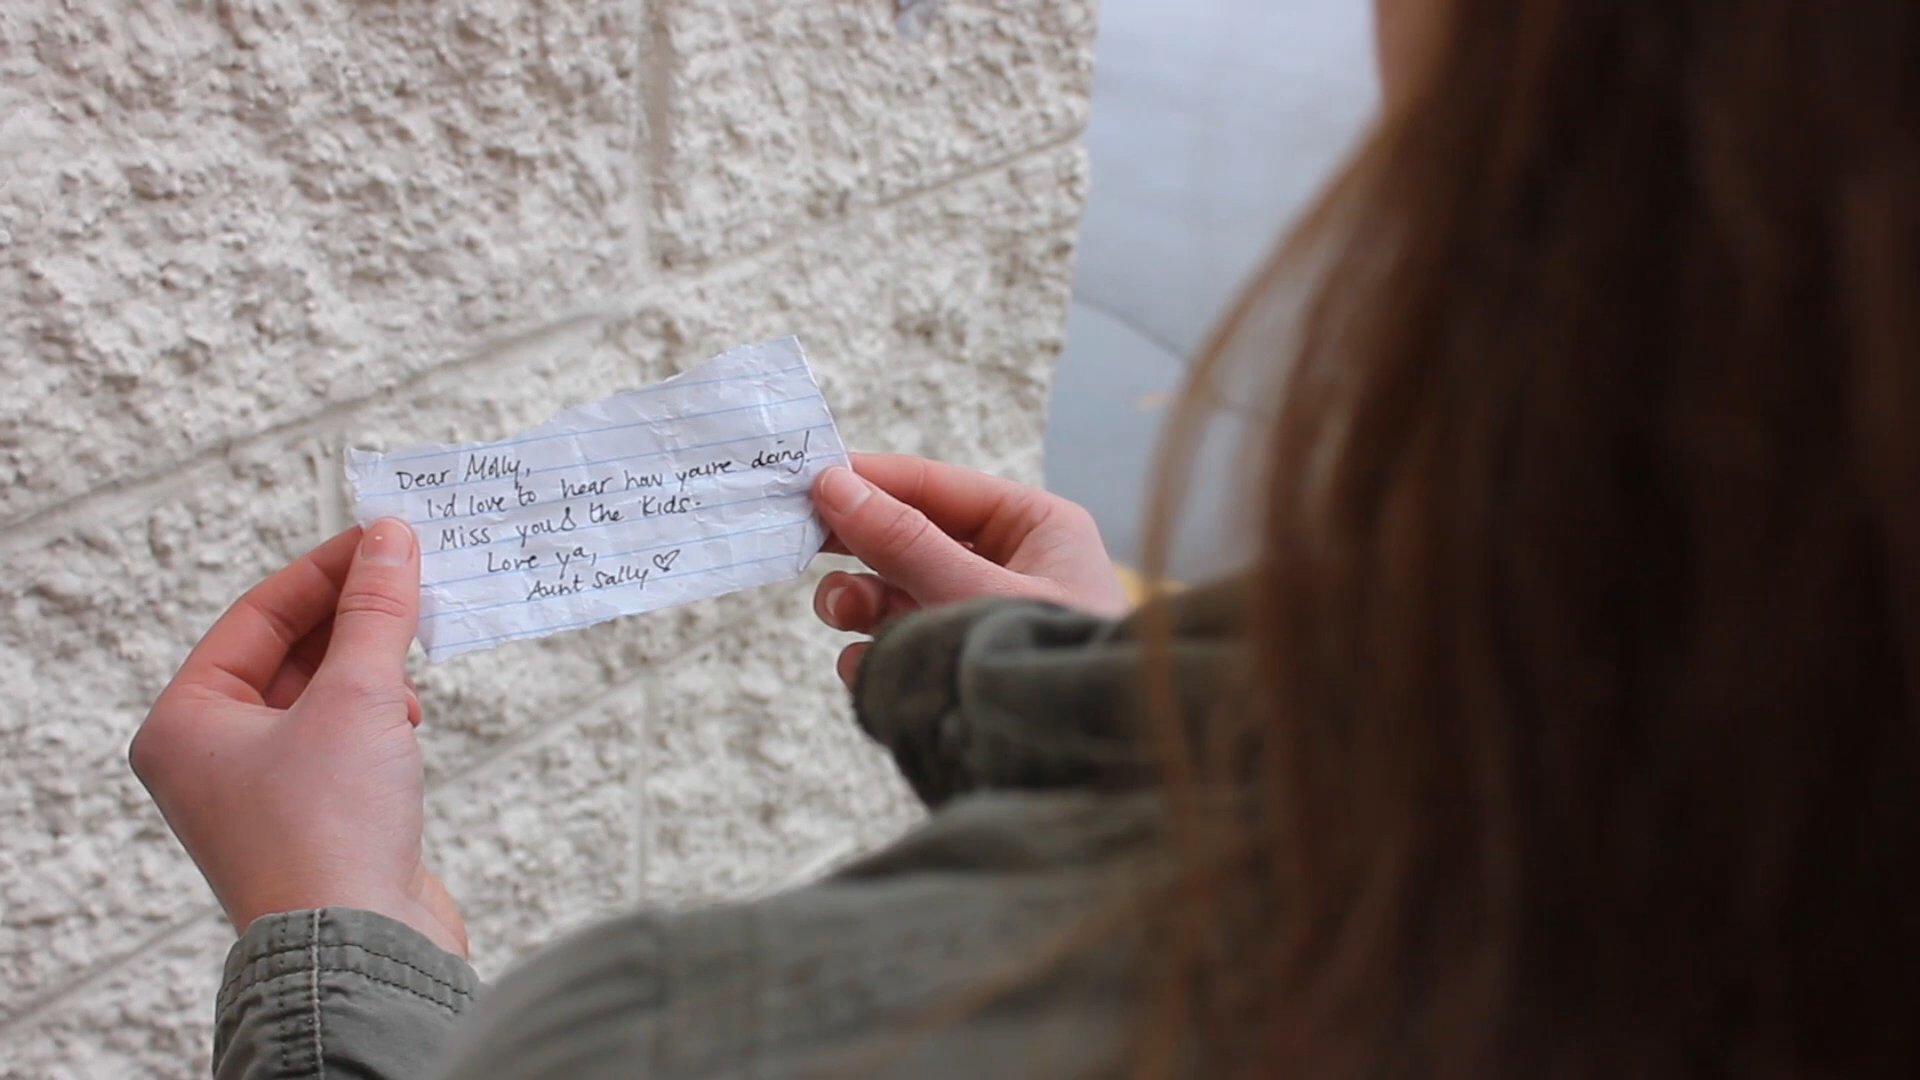 Dear Molly,
I'd love to hear how you're doing!
Miss you & the kids.
Love ya,
Aunt Sally ♡